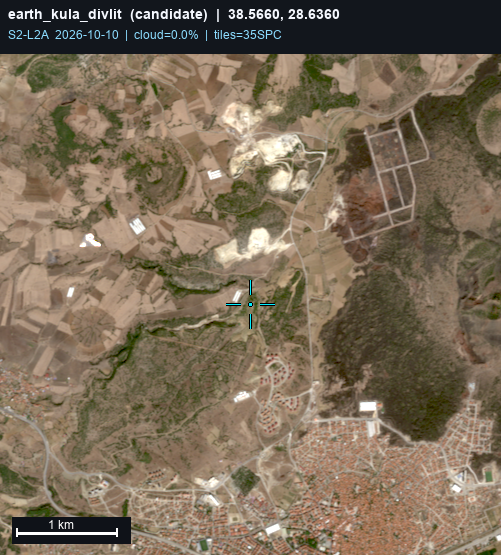 earth_kula_divlit (candidate) | 38.5660, 28.6360
S2-L2A 2026-10-10 | cloud=0.0% | tiles=35SPC
1 km